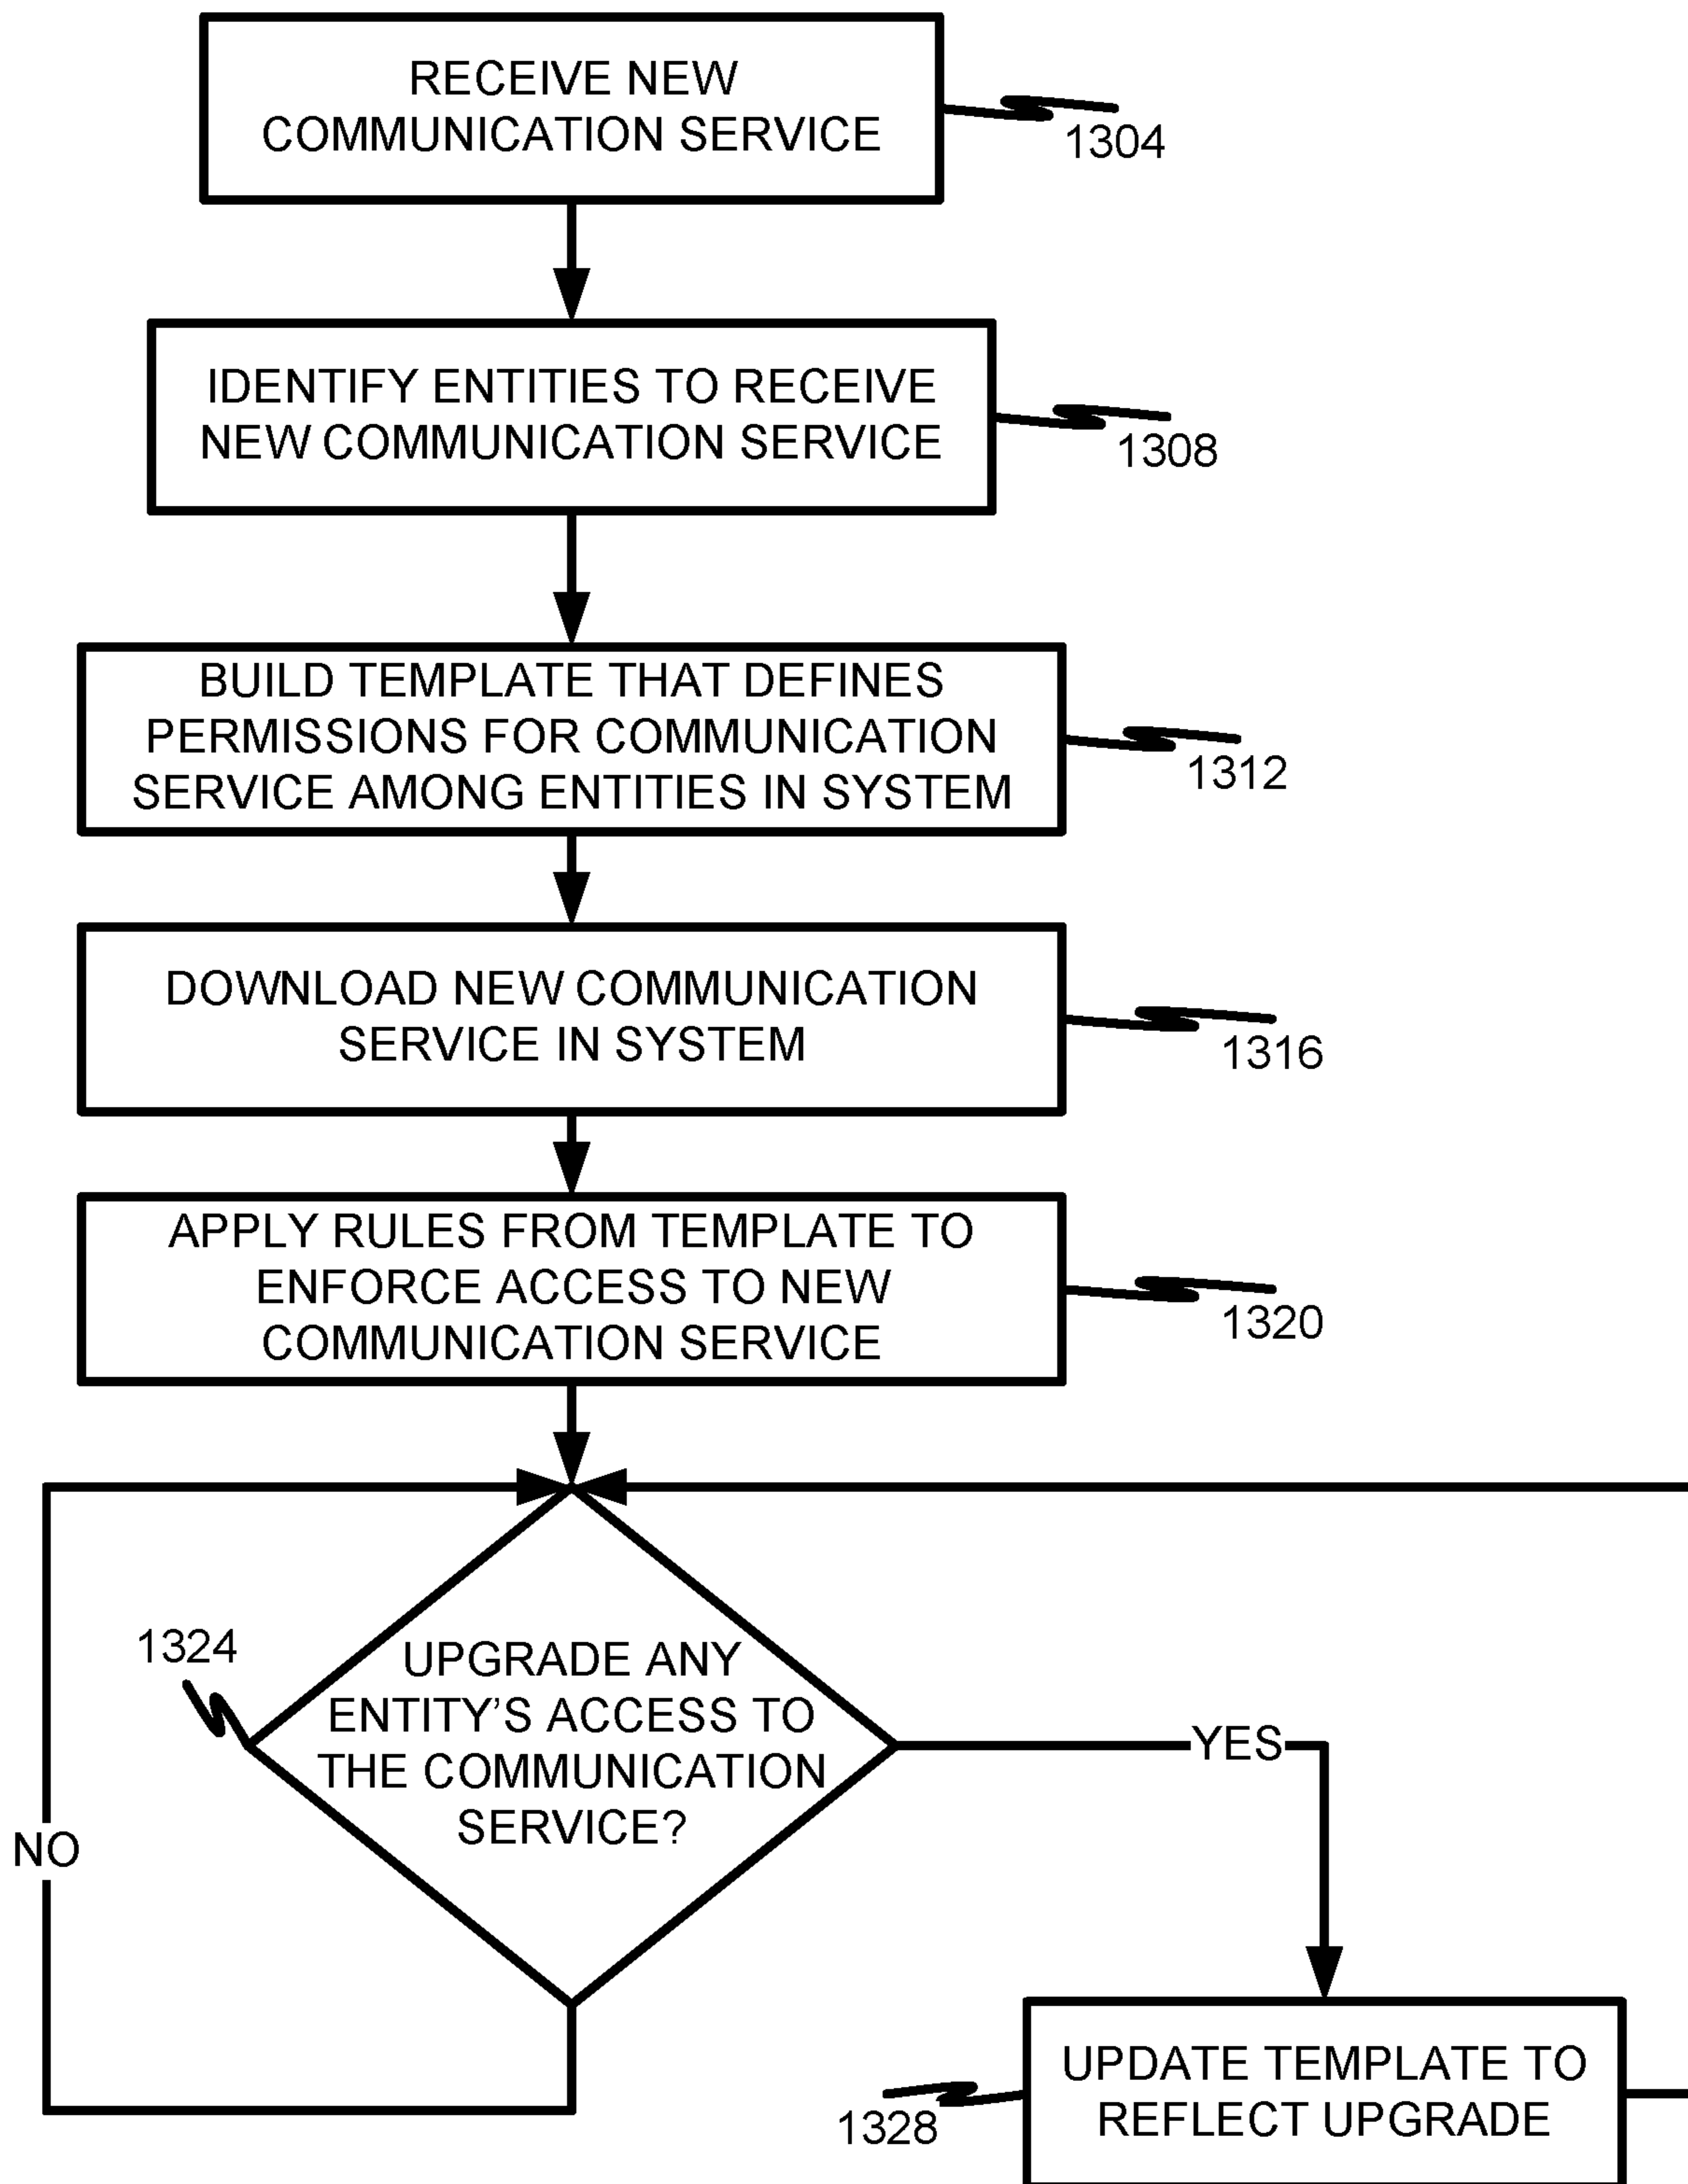 RECEIVE NEW
COMMUNICATION SERVICE
1304
IDENTIFY ENTITIES TO RECEIVE
NEW COMMUNICATION SERVICE
1308
BUILD TEMPLATE THAT DEFINES
PERMISSIONS FOR COMMUNICATION
SERVICE AMONG ENTITIES IN SYSTEM
1312
DOWNLOAD NEW COMMUNICATION
SERVICE IN SYSTEM
1316
APPLY RULES FROM TEMPLATE TO
ENFORCE ACCESS TO NEW
COMMUNICATION SERVICE
1320
1324
UPGRADE ANY
ENTITY’S ACCESS TO
THE COMMUNICATION
SERVICE?
YES
NO
UPDATE TEMPLATE TO
REFLECT UPGRADE
1328